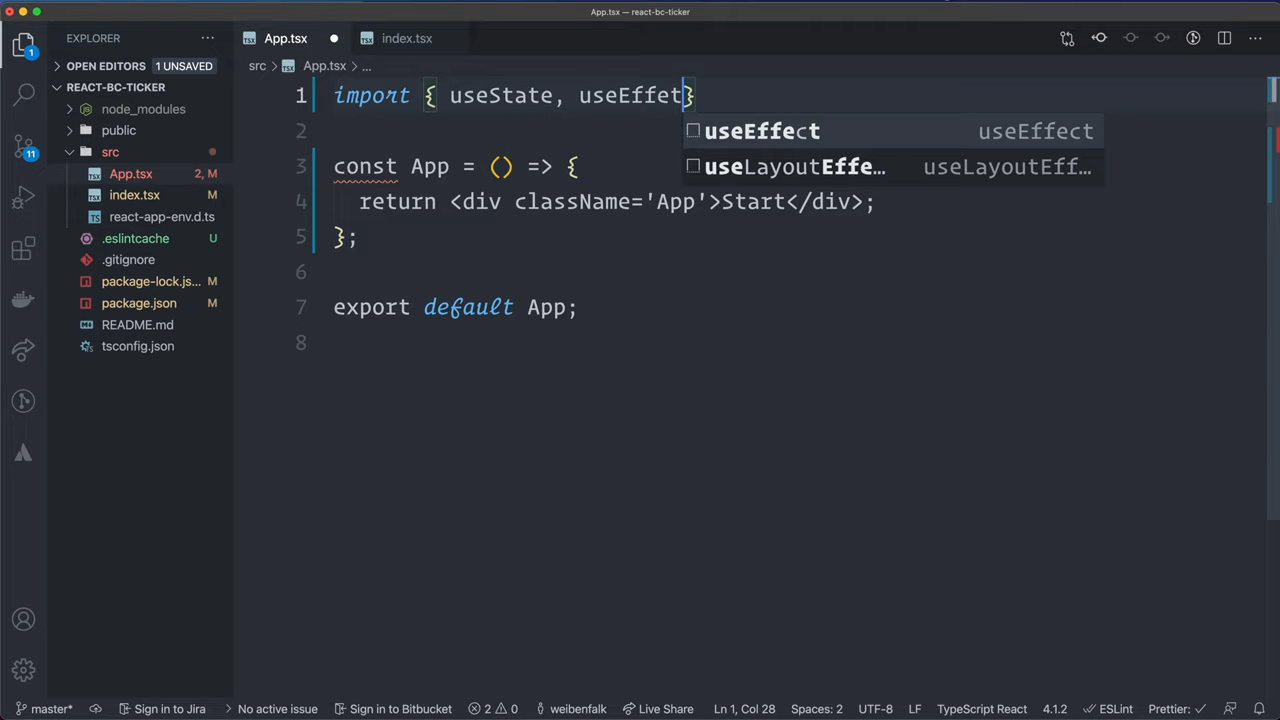 App.tsx — react-bc-ticker
EXPLORER
App.tsx
index.tsx
OPEN EDITORS 1 UNSAVED
src App.tsx ...
REACT-BC-TICKER
node_modules
public
src
App.tsx 2, M
index.tsx M
react-app-env.d.ts
.eslintcache U
.gitignore
package-lock.js... M
package.json M
README.md
tsconfig.json
1
11
1 import { useState, useEffet}
useEffect useEffect
useLayoutEffe... useLayoutEff...
2
3 const App = () => {
4 return <div className='App'>Start</div>;
5 };
6
7 export default App;
8
master* Sign in to Jira No active issue Sign in to Bitbucket 2 0 weibenfalk Live Share Ln 1, Col 28 Spaces: 2 UTF-8 LF TypeScript React 4.1.2 ESLint Prettier: